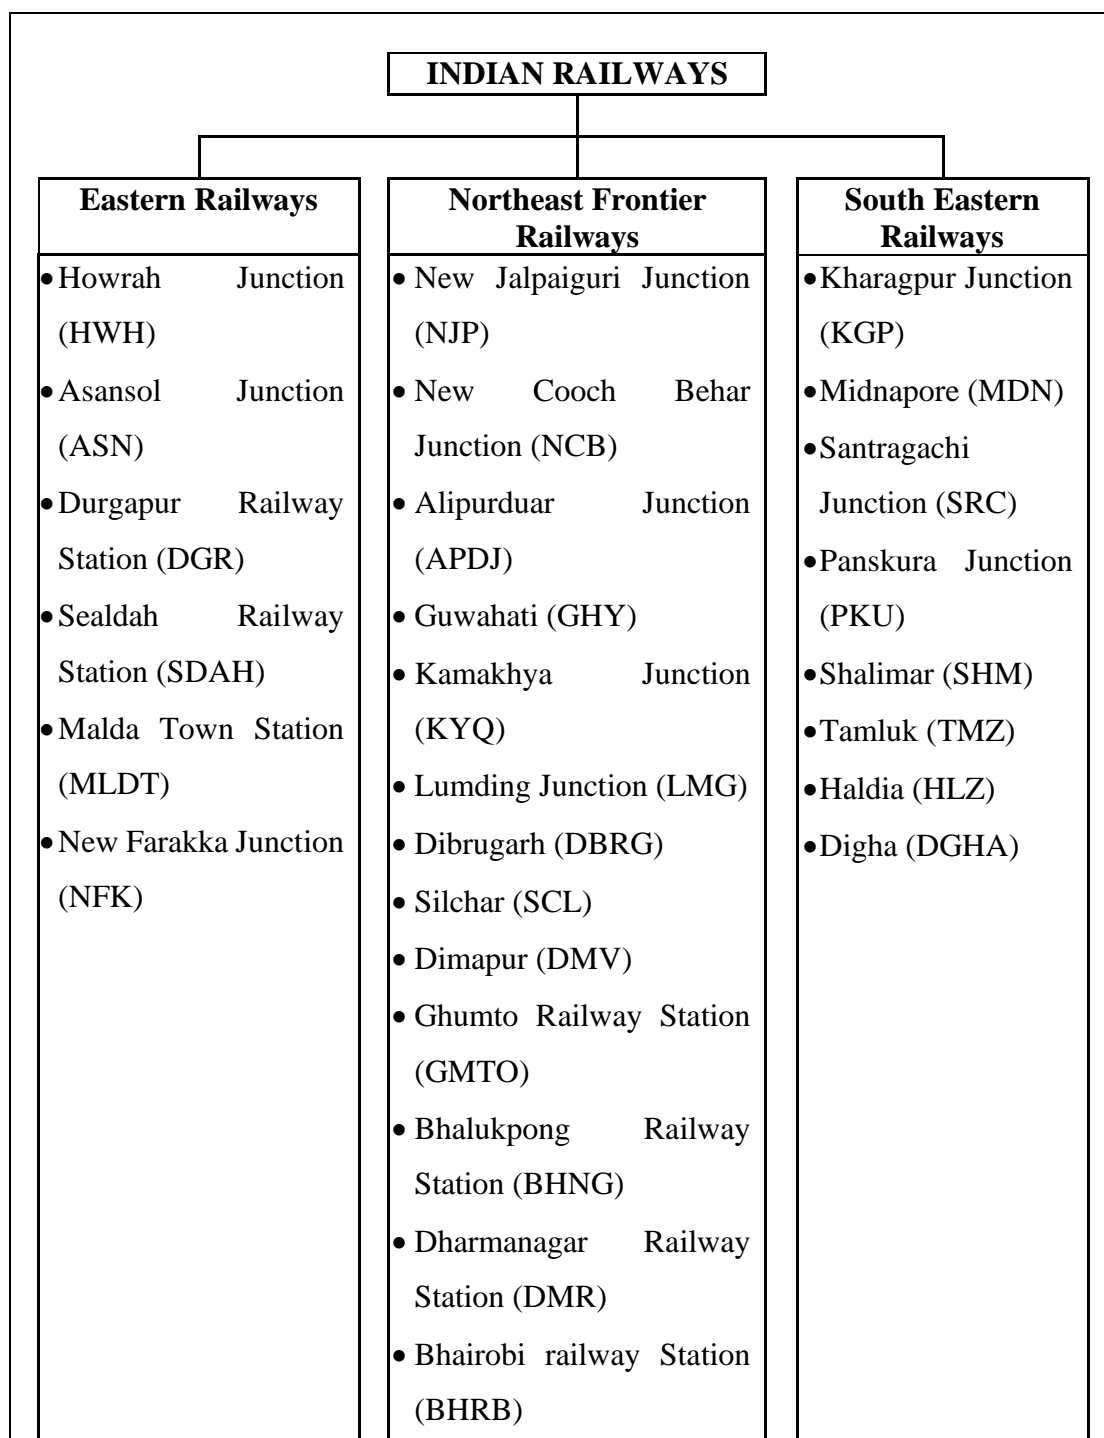 INDIAN RAILWAYS
Eastern Railways
• Howrah Junction
(HWH)
• Asansol Junction
(ASN)
• Durgapur Railway
Station (DGR)
• Sealdah Railway
Station (SDAH)
• Malda Town Station
(MLDT)
• New Farakka Junction
(NFK)
Northeast Frontier
Railways
• New Jalpaiguri Junction
(NJP)
• New Cooch Behar
Junction (NCB)
• Alipurduar Junction
(APDJ)
• Guwahati (GHY)
• Kamakhya Junction
(KYQ)
• Lumding Junction (LMG)
• Dibrugarh (DBRG)
• Silchar (SCL)
• Dimapur (DMV)
• Ghumto Railway Station
(GMTO)
• Bhalukpong Railway
Station (BHNG)
• Dharmanagar Railway
Station (DMR)
• Bhairobi railway Station
(BHRB)
South Eastern
Railways
• Kharagpur Junction
(KGP)
• Midnapore (MDN)
• Santragachi
Junction (SRC)
• Panskura Junction
(PKU)
• Shalimar (SHM)
• Tamluk (TMZ)
• Haldia (HLZ)
• Digha (DGHA)